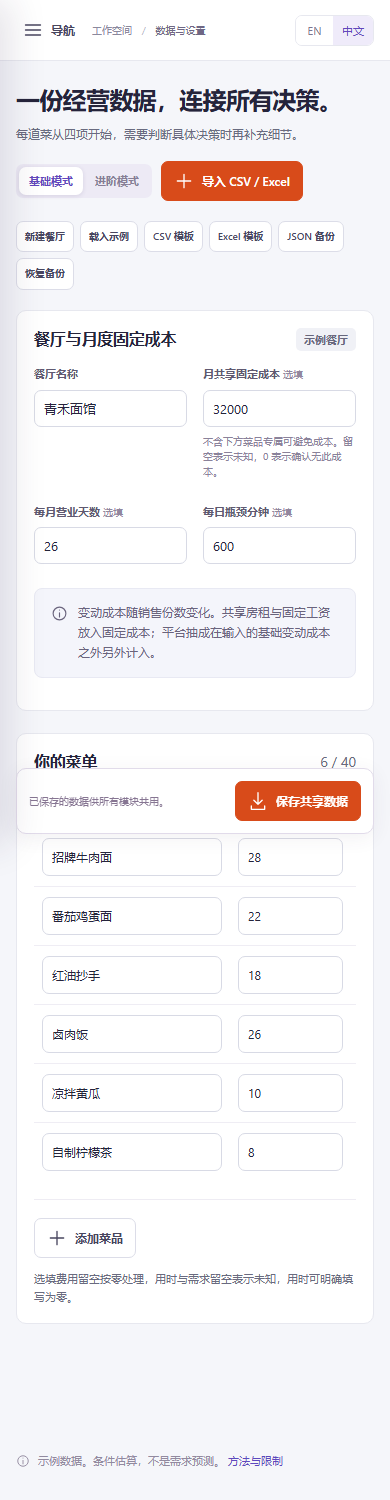 导航 工作空间 / 数据与设置 EN 中文
一份经营数据，连接所有决策。
每道菜从四项开始，需要判断具体决策时再补充细节。
基础模式 进阶模式 导入 CSV / Excel
新建餐厅 载入示例 CSV 模板 Excel 模板 JSON 备份
恢复备份
餐厅与月度固定成本 示例餐厅
餐厅名称 月共享固定成本 选填
青禾面馆 32000
不含下方菜品专属可避免成本。留
空表示未知，0 表示确认无此成
本。
每月营业天数 选填 每日瓶颈分钟 选填
26 600
变动成本随销售份数变化。共享房租与固定工资
放入固定成本；平台抽成在输入的基础变动成本
之外另外计入。
你的菜单 6 / 40
已保存的数据供所有模块共用。 保存共享数据
招牌牛肉面 28
番茄鸡蛋面 22
红油抄手 18
卤肉饭 26
凉拌黄瓜 10
自制柠檬茶 8
添加菜品
选填费用留空按零处理，用时与需求留空表示未知，用时可明确填
写为零。
示例数据。条件估算，不是需求预测。 方法与限制